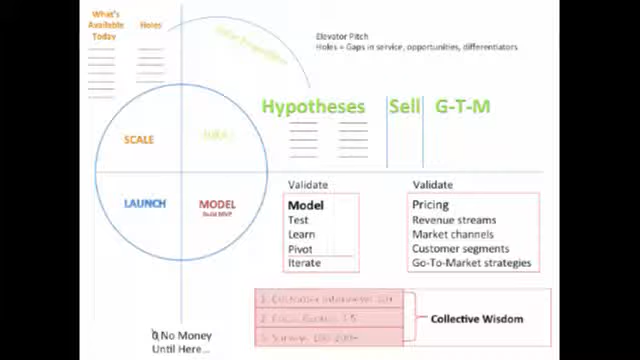 What's
Available
Today
Holes
Elevator Pitch
Holes = Gaps in service, opportunities, differentiators
Hypotheses
Sell
G-T-M
SCALE
LAUNCH
MODEL
Build MVP
Validate
Model
Test
Learn
Pivot
Iterate
Validate
Pricing
Revenue streams
Market channels
Customer segments
Go-To-Market strategies
Collective Wisdom
No Money
Until Here...